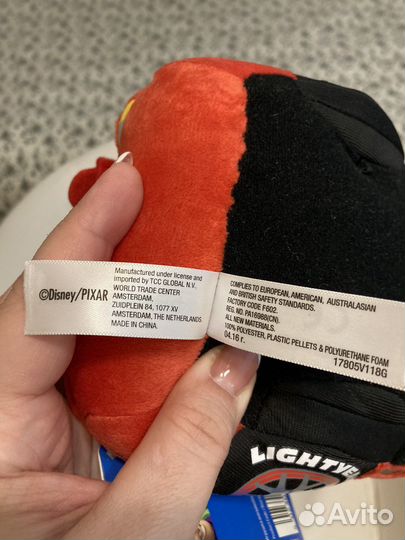 ©Disney/PIXAR
Manufactured under license and
imported by TCC GLOBAL N.V.
WORLD TRADE CENTER
AMSTERDAM,
ZUIDPLEIN 84, 1077 XV
AMSTERDAM, THE NETHERLANDS
MADE IN CHINA.
COMPLIES TO EUROPEAN, AMERICAN, AUSTRALASIAN
AND BRITISH SAFETY STANDARDS.
FACTORY CODE F602.
REG. NO. PA16968(CN).
ALL NEW MATERIALS
100% POLYESTER, PLASTIC PELLETS & POLYURETHANE FOAM
04.16 г.
17805V118G
LIGHTYE
Avito